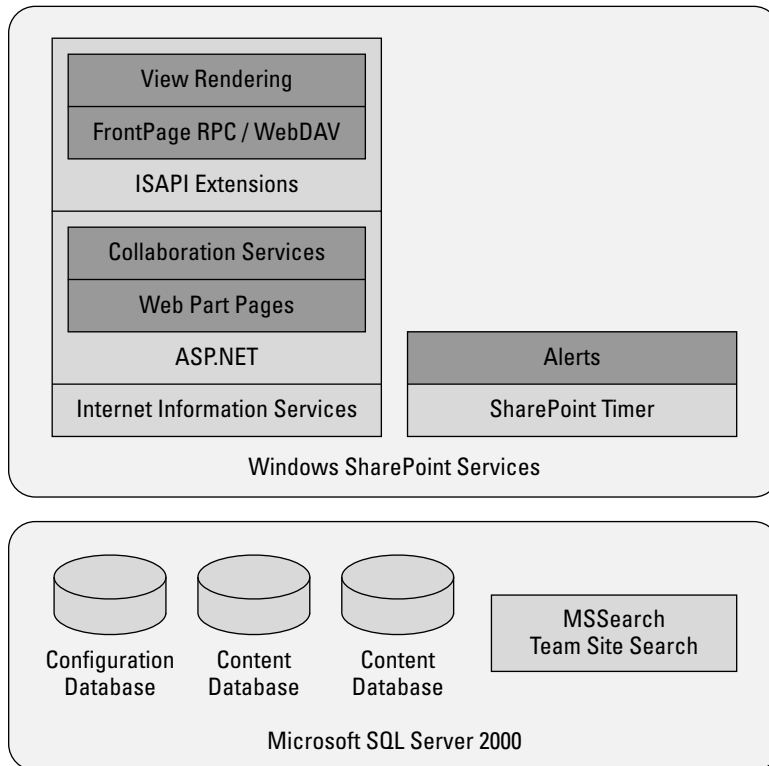 View Rendering
FrontPage RPC / WebDAV
ISAPI Extensions
Collaboration Services
Web Part Pages
ASP.NET
Internet Information Services
Alerts
SharePoint Timer
Windows SharePoint Services
Configuration
Database
Content
Database
Content
Database
MSSearch
Team Site Search
Microsoft SQL Server 2000